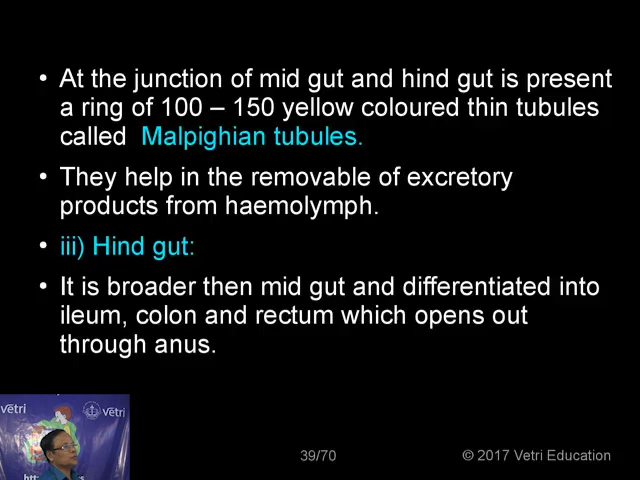 • At the junction of mid gut and hind gut is present
a ring of 100 – 150 yellow coloured thin tubules
called Malpighian tubules.
• They help in the removable of excretory
products from haemolymph.
• iii) Hind gut:
• It is broader then mid gut and differentiated into
ileum, colon and rectum which opens out
through anus.
vetri
vetri
39/70
© 2017 Vetri Education